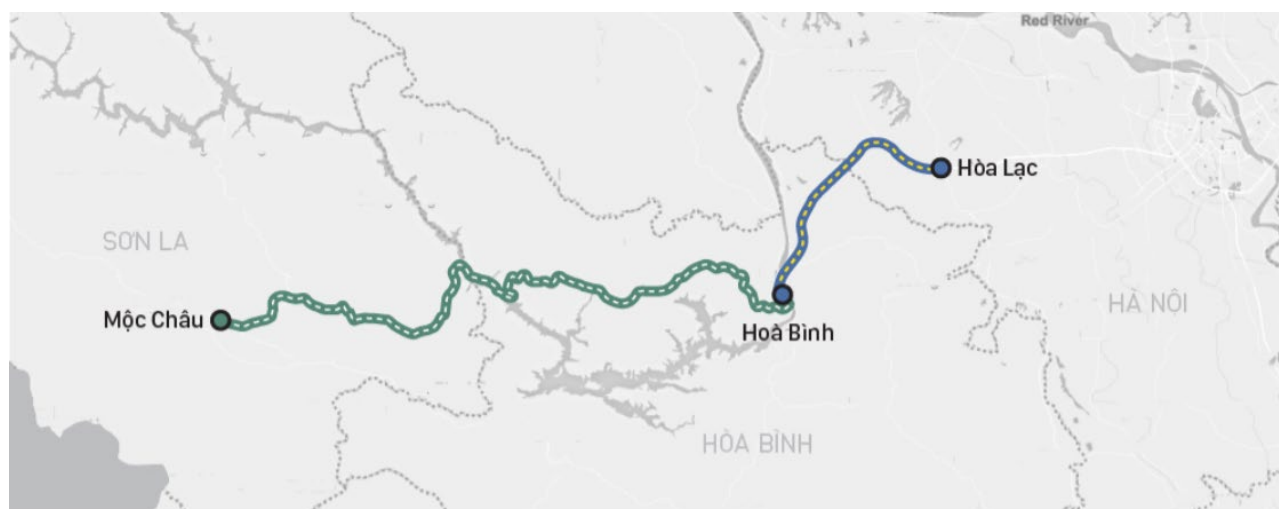 Red River
Hòa Lạc
SƠN LA
HÀ NỘI
Mộc Châu
Hoà Bình
HÒA BÌNH